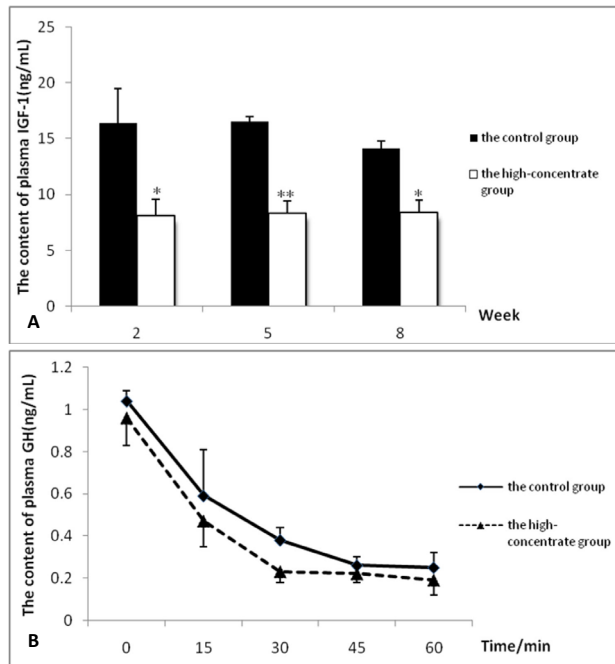 The content of plasma IGF-1(ng/mL)
25
20
15
10
5
0
*
**
*
the control group
the high-concentrate
group
2
5
8
Week
A
The content of plasma GH(ng/mL)
1.2
1
0.8
0.6
0.4
0.2
0
the control group
the high-
concentrate group
0
15
30
45
60
Time/min
B